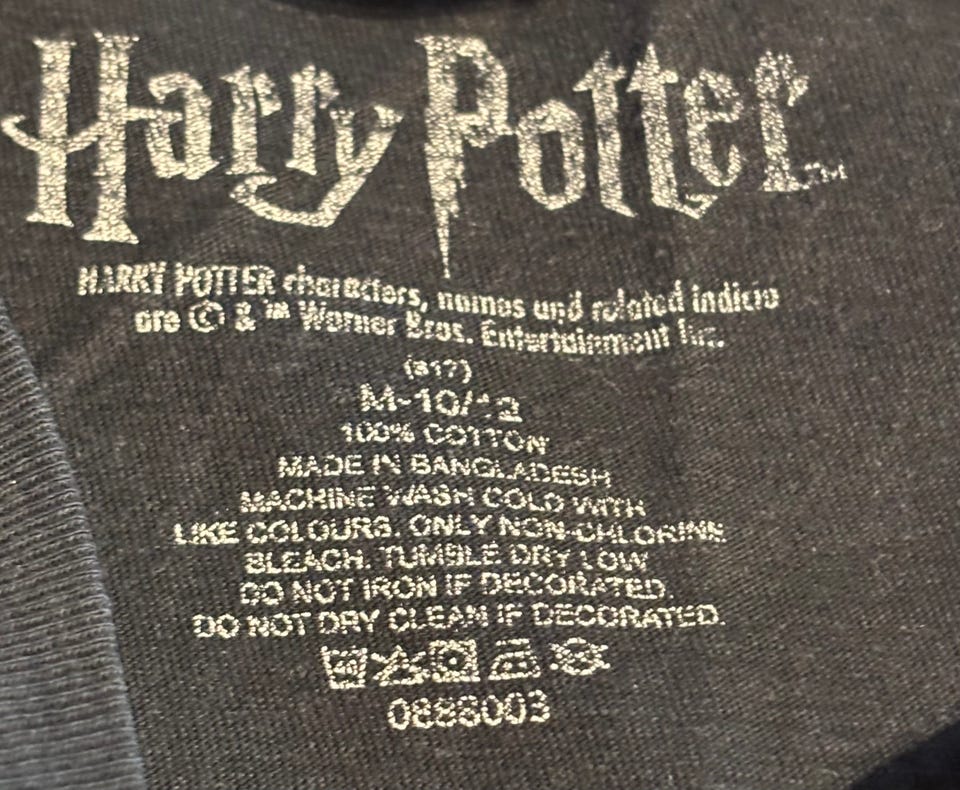 Harry Potter™
HARRY POTTER characters, names and related indicia
are © & ™ Warner Bros. Entertainment Inc.
(s17)
M-10/12
100% COTTON
MADE IN BANGLADESH
MACHINE WASH COLD WITH
LIKE COLOURS. ONLY NON-CHLORINE
BLEACH. TUMBLE DRY LOW
DO NOT IRON IF DECORATED.
DO NOT DRY CLEAN IF DECORATED.
0888003